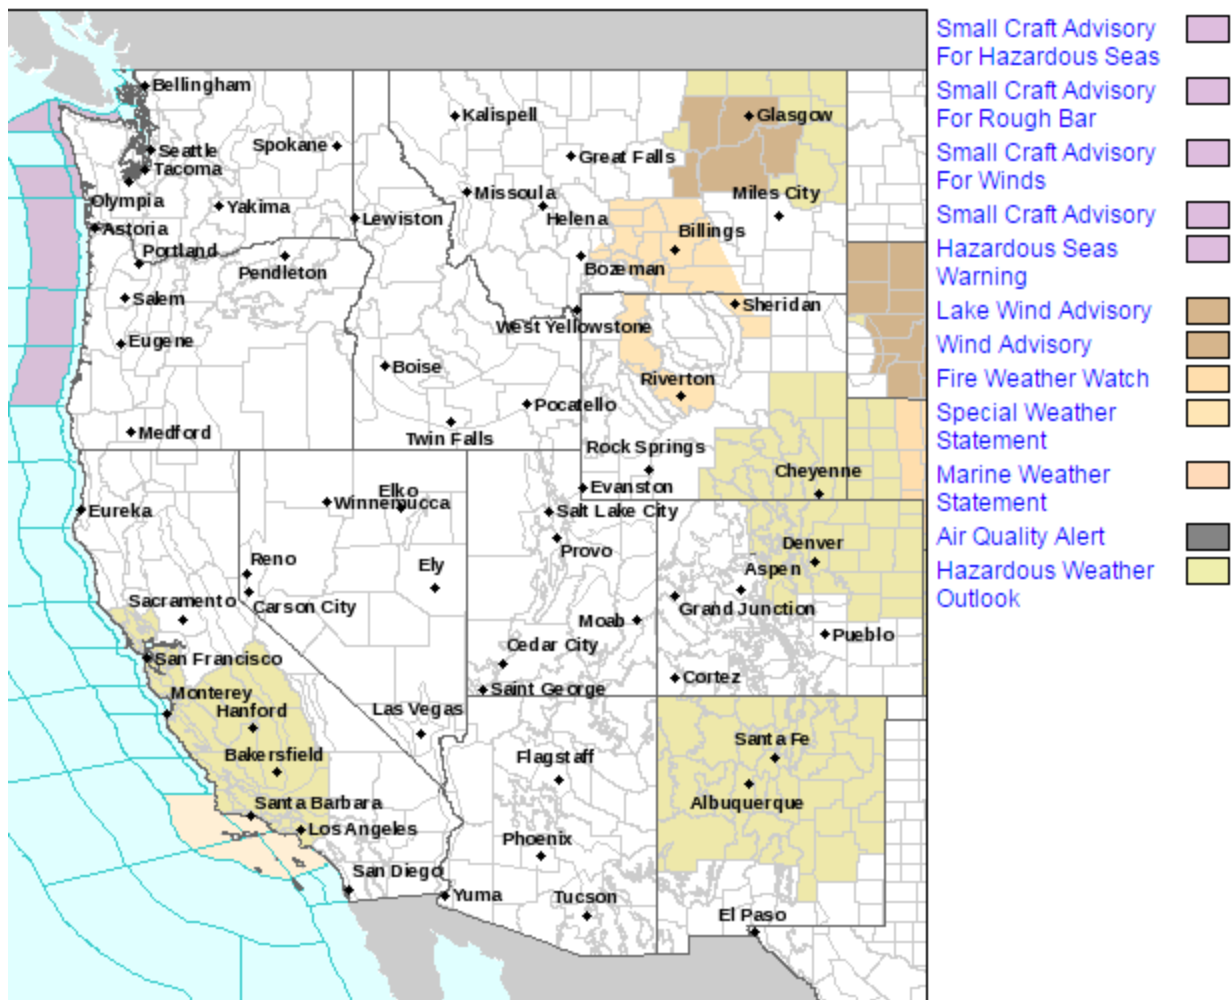 Bellingham
Seattle
Spokane
Tacoma
Olympia
Yakima
Astoria
Portland
Pendleton
Salem
Eugene
Medford
Kalispell
Great Falls
Missoula
Helena
Lewiston
Bozeman
Billings
Miles City
Glasgow
West Yellowstone
Sheridan
Boise
Pocatello
Twin Falls
Riverton
Rock Springs
Cheyenne
Evanston
Eureka
Elko
Winnemucca
Salt Lake City
Provo
Reno
Ely
Carson City
Sacramento
Denver
Aspen
Grand Junction
Moab
Pueblo
Cedar City
Cortez
Saint George
San Francisco
Monterey
Hanford
Las Vegas
Bakersfield
Santa Barbara
Los Angeles
San Diego
Flagstaff
Phoenix
Yuma
Tucson
Santa Fe
Albuquerque
El Paso
Small Craft Advisory
For Hazardous Seas
Small Craft Advisory
For Rough Bar
Small Craft Advisory
For Winds
Small Craft Advisory
Hazardous Seas
Warning
Lake Wind Advisory
Wind Advisory
Fire Weather Watch
Special Weather
Statement
Marine Weather
Statement
Air Quality Alert
Hazardous Weather
Outlook